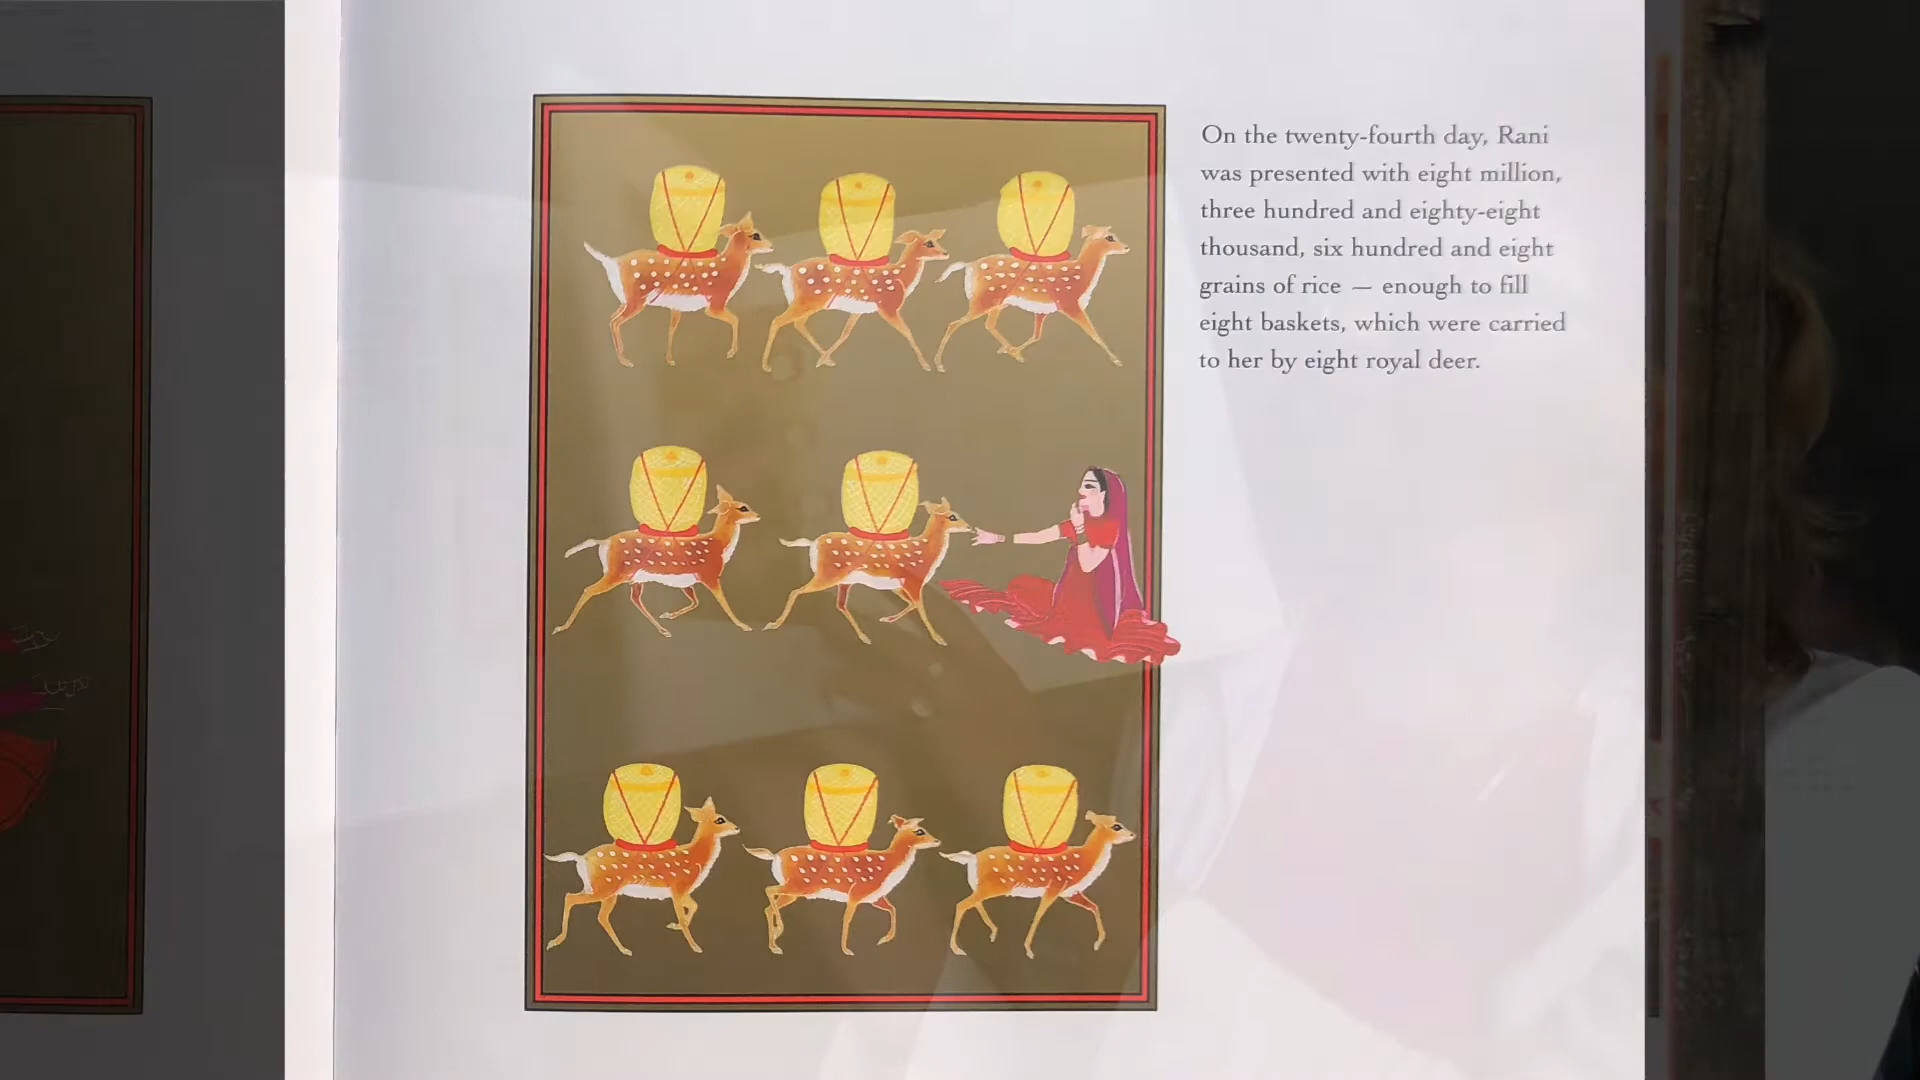 On the twenty-fourth day, Rani
was presented with eight million,
three hundred and eighty-eight
thousand, six hundred and eight
grains of rice — enough to fill
eight baskets, which were carried
to her by eight royal deer.